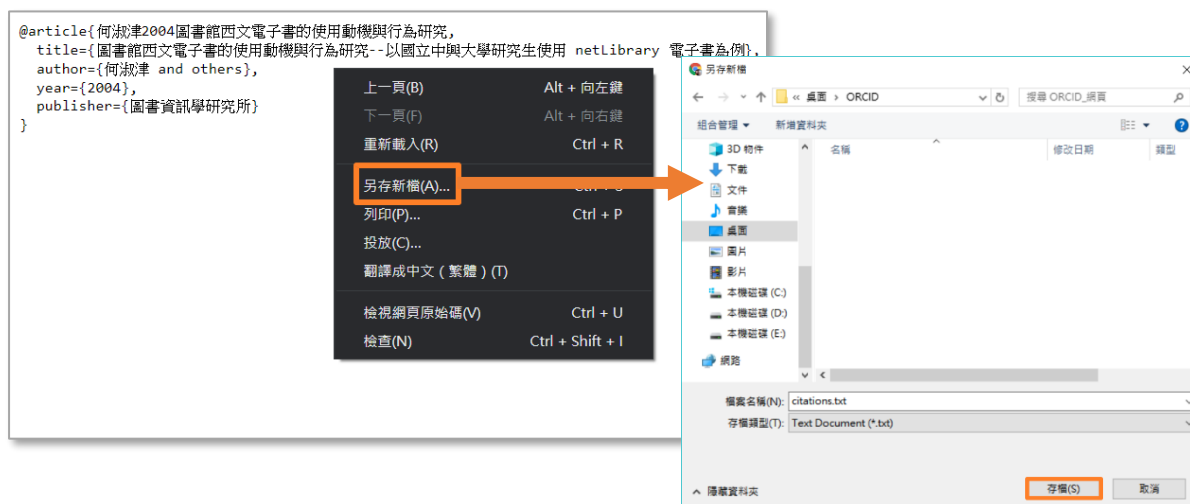 @article{何淑津2004圖書館西文電子書的使用動機與行為研究,
title={圖書館西文電子書的使用動機與行為研究--以國立中興大學研究生使用 netLibrary 電子書為例},
author={何淑津 and others},
year={2004},
publisher={圖書資訊學研究所}
}
上一頁(B) Alt + 向左鍵
下一頁(F) Alt + 向右鍵
重新載入(R) Ctrl + R
另存新檔(A)... Ctrl + S
列印(P)... Ctrl + P
投放(C)...
翻譯成中文 ( 繁體 ) (T)
檢視網頁原始碼(V) Ctrl + U
檢查(N) Ctrl + Shift + I
另存新檔
« 桌面 > ORCID
搜尋 ORCID_網頁
組合管理 新增資料夾
名稱 修改日期 類型
3D 物件
下載
文件
音樂
桌面
圖片
影片
本機磁碟 (C:)
本機磁碟 (D:)
本機磁碟 (E:)
網路
檔案名稱(N): citations.txt
存檔類型(T): Text Document (*.txt)
隱藏資料夾
存檔(S) 取消